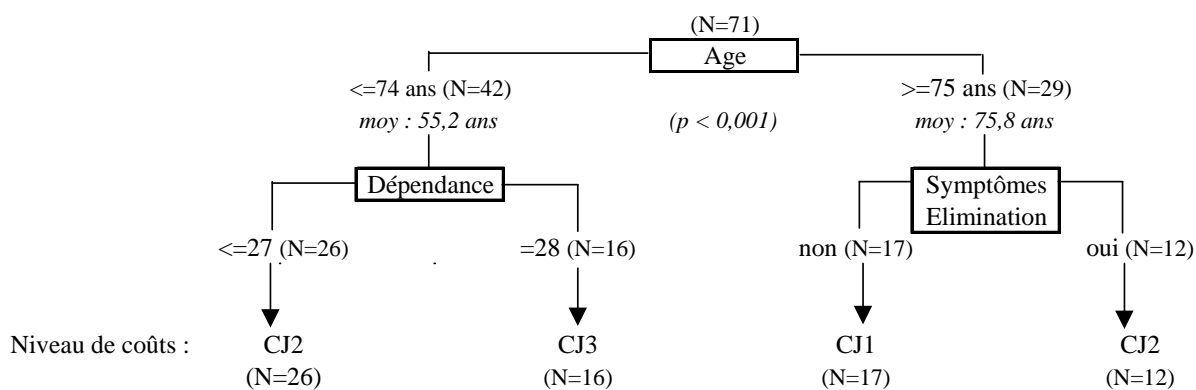 (N=71)
Age
<=74 ans (N=42) >=75 ans (N=29)
moy : 55,2 ans (p < 0,001) moy : 75,8 ans
Dépendance Symptômes
Elimination
<=27 (N=26) =28 (N=16) non (N=17) oui (N=12)
Niveau de coûts : CJ2 CJ3 CJ1 CJ2
(N=26) (N=16) (N=17) (N=12)